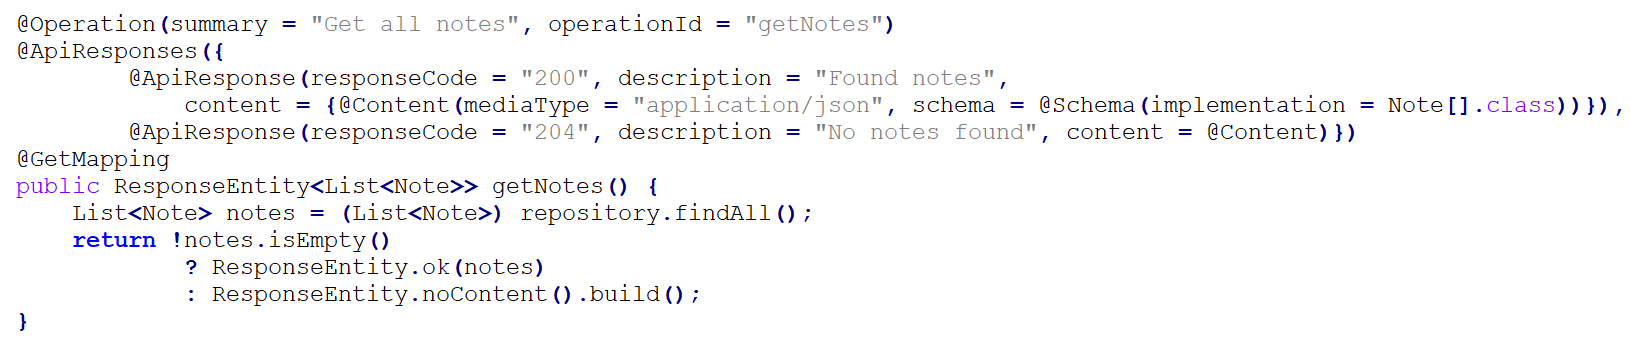 @Operation(summary = "Get all notes", operationId = "getNotes")
@ApiResponses({
        @ApiResponse(responseCode = "200", description = "Found notes",
            content = {@Content(mediaType = "application/json", schema = @Schema(implementation = Note[].class))}),
        @ApiResponse(responseCode = "204", description = "No notes found", content = @Content)})
@GetMapping
public ResponseEntity<List<Note>> getNotes() {
    List<Note> notes = (List<Note>) repository.findAll();
    return !notes.isEmpty()
            ? ResponseEntity.ok(notes)
            : ResponseEntity.noContent().build();
}